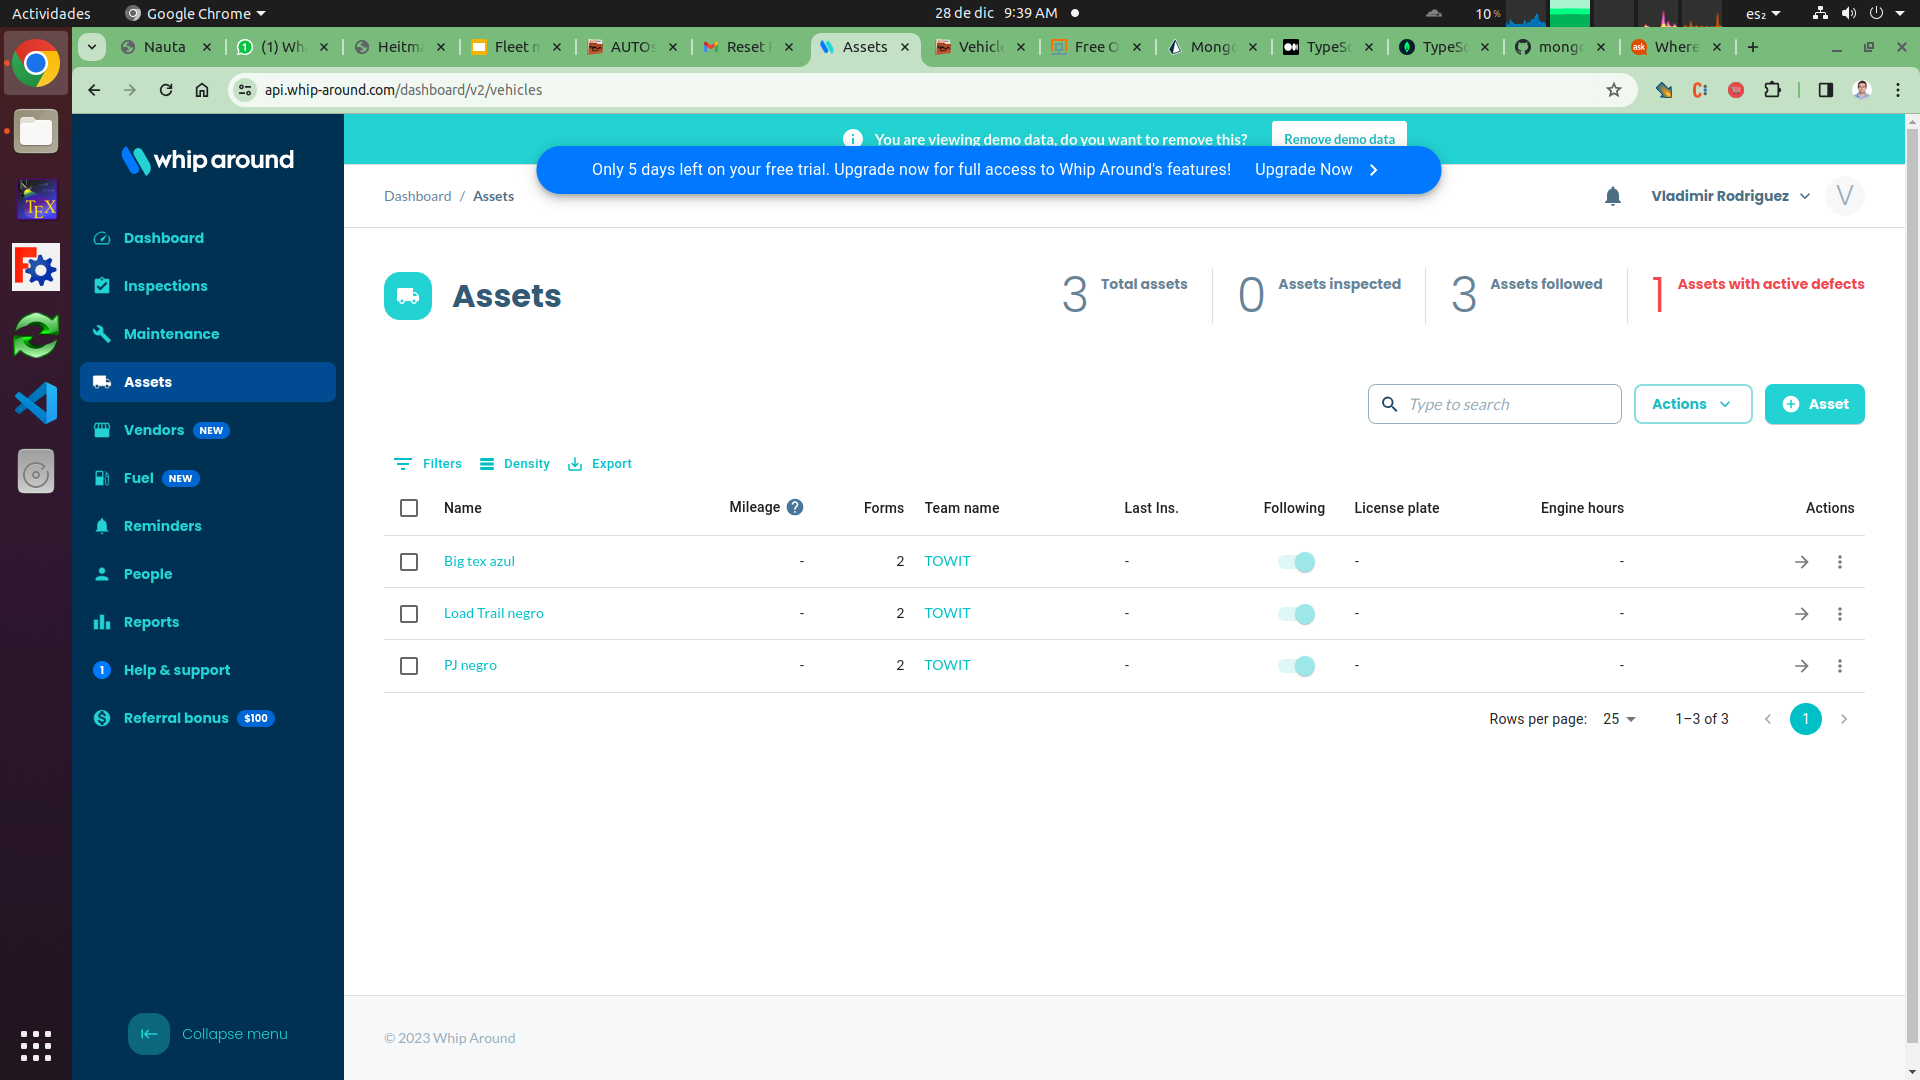 Actividades
Google Chrome
28 de dic 9:39 AM
10 %
es₂
Nauta
(1) Wh
Heitm
Fleet m
AUTOs
Reset
Assets
Vehicl
Free O
Mongo
TypeSc
TypeSc
mongo
ask
Where
api.whip-around.com/dashboard/v2/vehicles
whip around
You are viewing demo data, do you want to remove this?
Remove demo data
Only 5 days left on your free trial. Upgrade now for full access to Whip Around's features!
Upgrade Now
Dashboard / Assets
Vladimir Rodriguez
V
Dashboard
Inspections
Maintenance
Assets
Vendors NEW
Fuel NEW
Reminders
People
Reports
1 Help & support
Referral bonus $100
Collapse menu
Assets
3 Total assets
0 Assets inspected
3 Assets followed
1 Assets with active defects
Type to search
Actions
Asset
Filters
Density
Export
Name Mileage ? Forms Team name Last Ins. Following License plate Engine hours Actions
Big tex azul - 2 TOWIT - - -
Load Trail negro - 2 TOWIT - - -
PJ negro - 2 TOWIT - - -
Rows per page: 25 1–3 of 3 1
© 2023 Whip Around